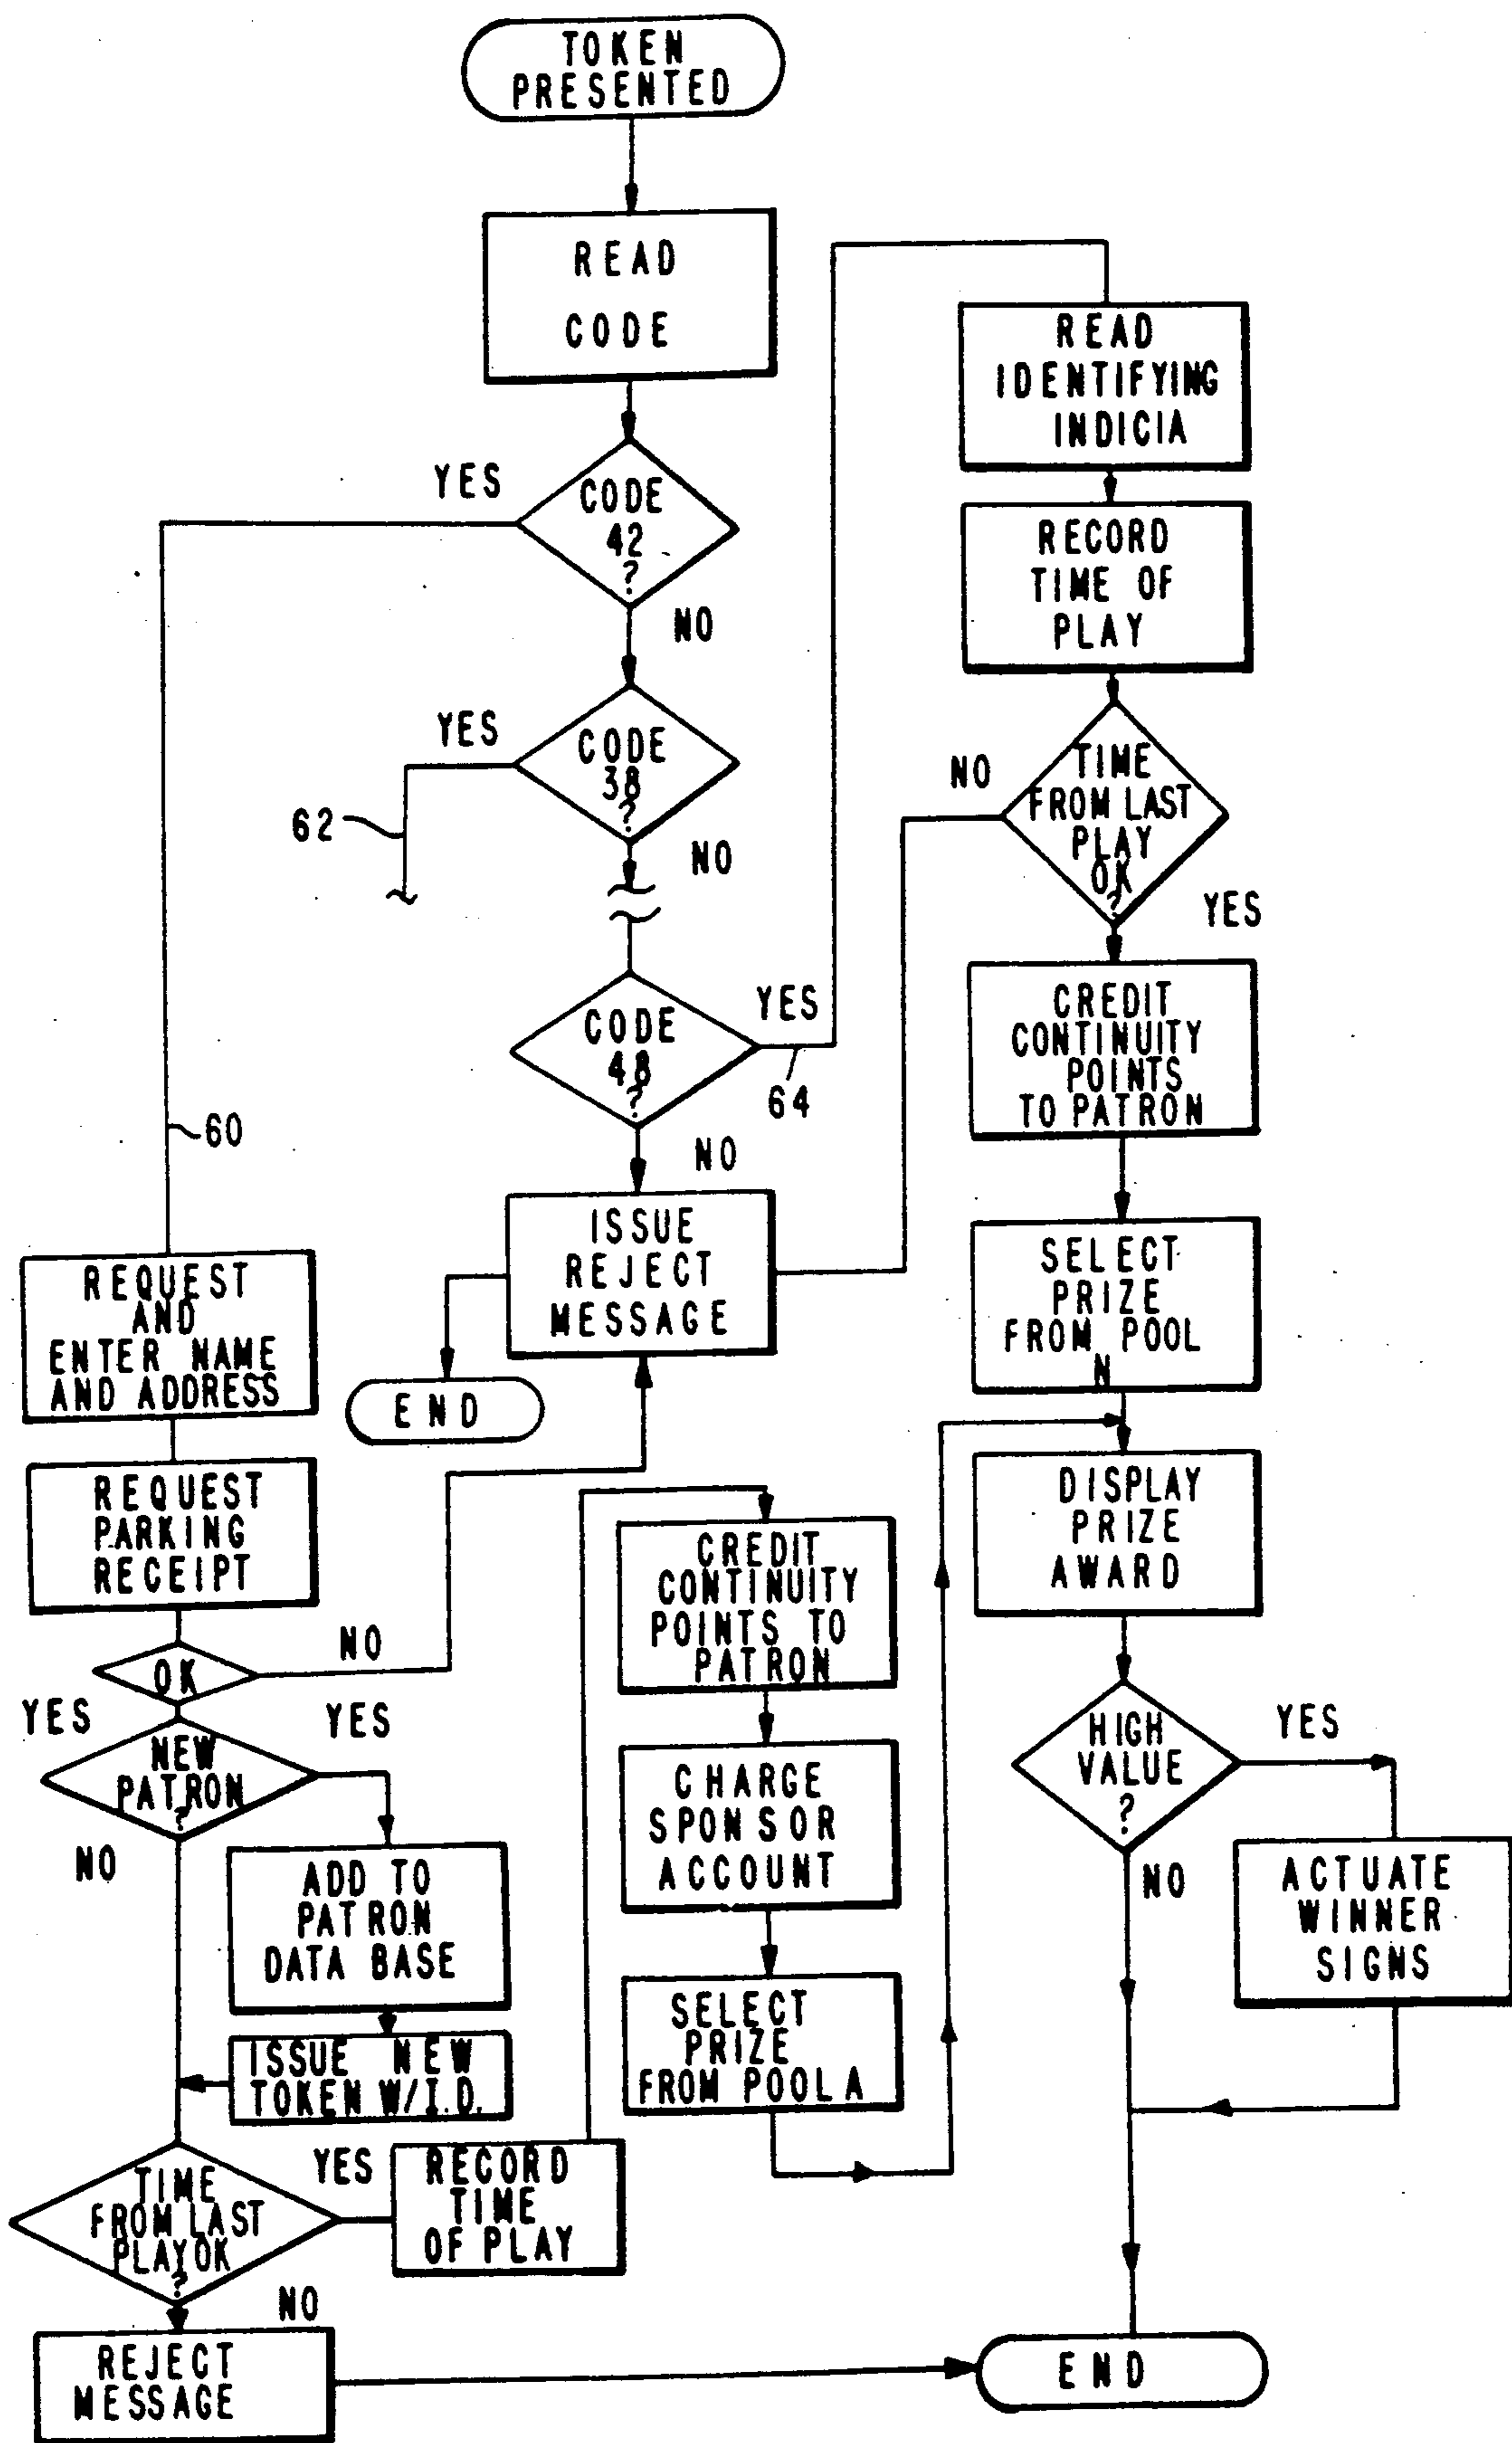 TOKEN
PRESENTED
READ
CODE
YES
CODE
42
?
NO
YES
CODE
38
?
NO
62
CODE
48
?
YES
64
NO
60
ISSUE
REJECT
MESSAGE
END
REQUEST
AND
ENTER NAME
AND ADDRESS
REQUEST
PARKING
RECEIPT
OK
NO
YES
NEW
PATRON
?
YES
NO
ADD TO
PATRON
DATA BASE
ISSUE NEW
TOKEN W/I.D.
TIME
FROM LAST
PLAY OK
?
YES
NO
RECORD
TIME
OF PLAY
REJECT
MESSAGE
CREDIT
CONTINUITY
POINTS TO
PATRON
CHARGE
SPONSOR
ACCOUNT
SELECT
PRIZE
FROM POOL A
READ
IDENTIFYING
INDICIA
RECORD
TIME OF
PLAY
NO
TIME
FROM LAST
PLAY
OK
?
YES
CREDIT
CONTINUITY
POINTS
TO PATRON
SELECT
PRIZE
FROM POOL
N
DISPLAY
PRIZE
AWARD
HIGH
VALUE
?
YES
NO
ACTUATE
WINNER
SIGNS
END